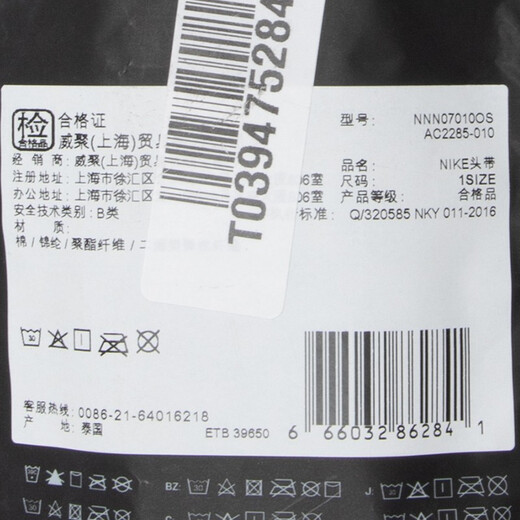 检 合格品
合格证
威聚(上海)贸易
经 销 商: 威聚(上海)贸
注册地址: 上海市徐汇区
办公地址: 上海市徐汇区
安全技术类别: B类
材 质:
棉/锦纶/聚酯纤维/
T039475284
型号: NNN07010OS
AC2285-010
品名: NIKE头带
06室 尺码: 1SIZE
06室 产品等级: 合格品
标准: Q/320585 NKY 011-2016
30
客服热线: 0086-21-64016218
产 地: 泰国
ETB 39650
6 66032 86284 1
BZ:
J: